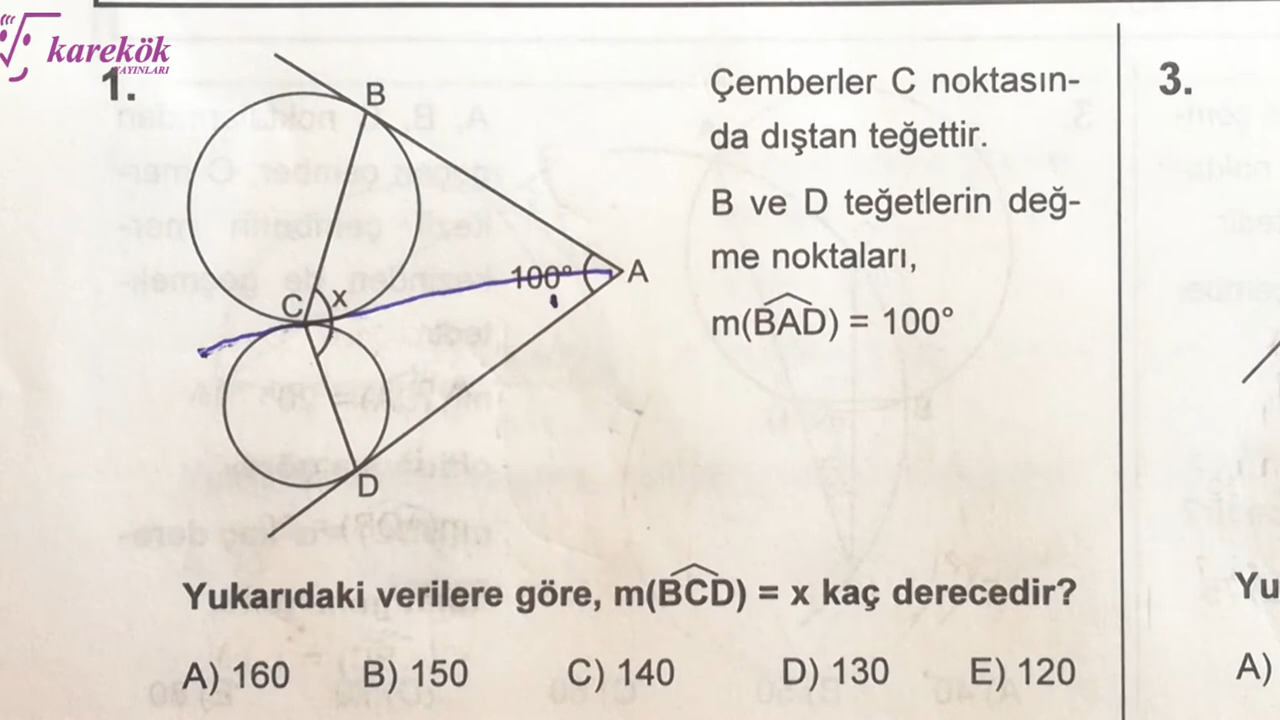 karekök
YAYINLARI
1.
B
Çemberler C noktasın-
da dıştan teğettir.
B ve D teğetlerin değ-
me noktaları,
m(BAD) = 100°
100°
A
C
x
D
Yukarıdaki verilere göre, m(BCD) = x kaç derecedir?
A) 160 B) 150 C) 140 D) 130 E) 120
3.
Yu
A)